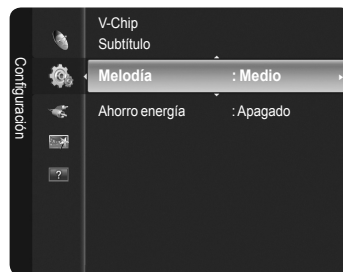 Configuración
V-Chip
Subtítulo
Melodía : Medio
Ahorro energía : Apagado
?